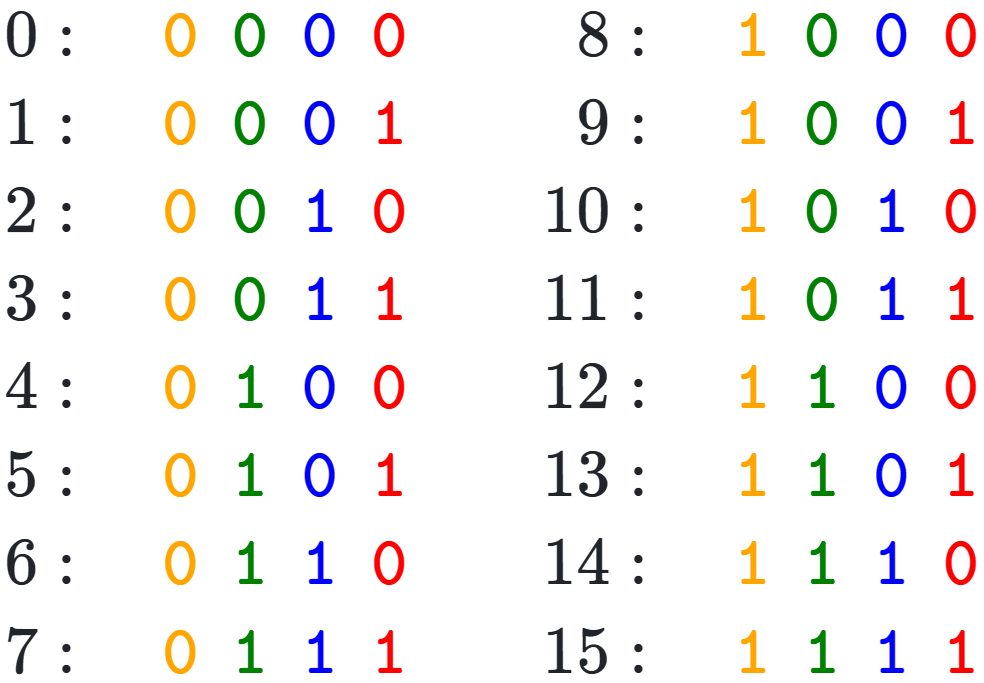 0 : 0 0 0 0 8 : 1 0 0 0
1 : 0 0 0 1 9 : 1 0 0 1
2 : 0 0 1 0 10 : 1 0 1 0
3 : 0 0 1 1 11 : 1 0 1 1
4 : 0 1 0 0 12 : 1 1 0 0
5 : 0 1 0 1 13 : 1 1 0 1
6 : 0 1 1 0 14 : 1 1 1 0
7 : 0 1 1 1 15 : 1 1 1 1